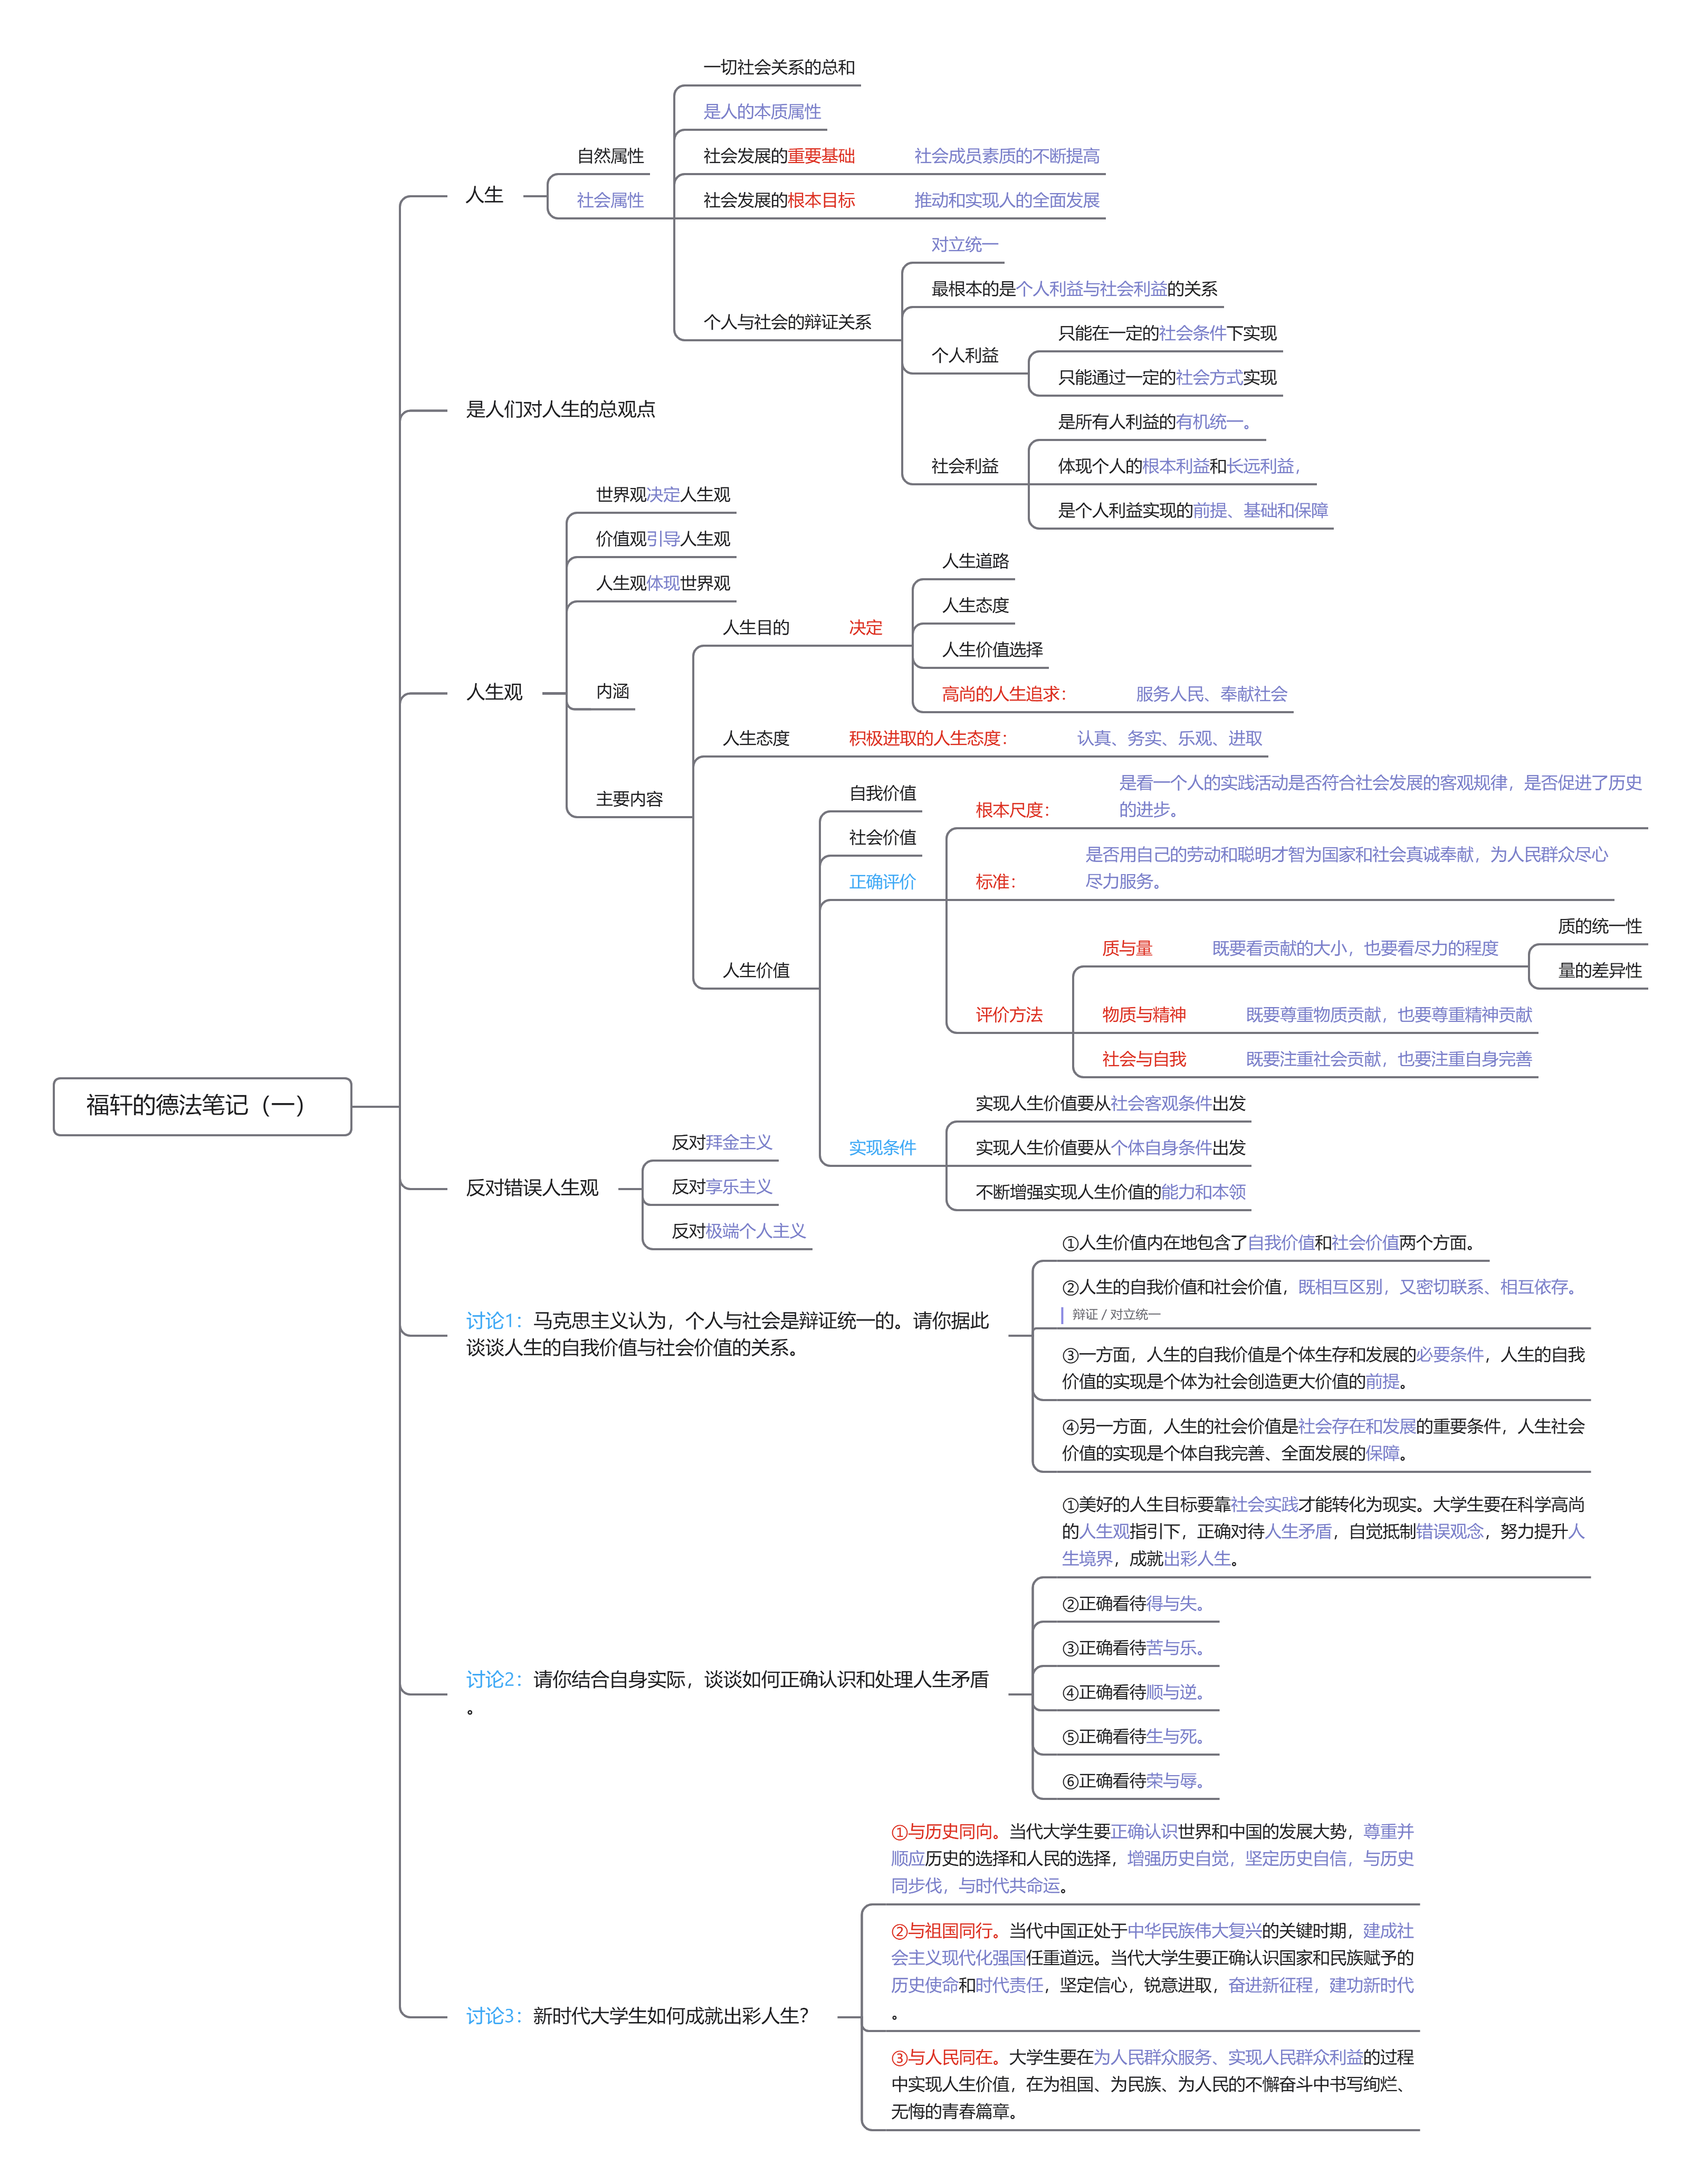 福轩的德法笔记（一）
人生
自然属性
社会属性
一切社会关系的总和
是人的本质属性
社会发展的重要基础 社会成员素质的不断提高
社会发展的根本目标 推动和实现人的全面发展
个人与社会的辩证关系
对立统一
最根本的是个人利益与社会利益的关系
个人利益
只能在一定的社会条件下实现
只能通过一定的社会方式实现
社会利益
是所有人利益的有机统一。
体现个人的根本利益和长远利益，
是个人利益实现的前提、基础和保障
是人们对人生的总观点
人生观
世界观决定人生观
价值观引导人生观
人生观体现世界观
内涵
主要内容
人生目的 决定
人生道路
人生态度
人生价值选择
高尚的人生追求： 服务人民、奉献社会
人生态度 积极进取的人生态度： 认真、务实、乐观、进取
人生价值
自我价值
社会价值
正确评价
根本尺度：
是看一个人的实践活动是否符合社会发展的客观规律，是否促进了历史
的进步。
标准：
是否用自己的劳动和聪明才智为国家和社会真诚奉献，为人民群众尽心
尽力服务。
评价方法
质与量 既要看贡献的大小，也要看尽力的程度
质的统一性
量的差异性
物质与精神 既要尊重物质贡献，也要尊重精神贡献
社会与自我 既要注重社会贡献，也要注重自身完善
实现条件
实现人生价值要从社会客观条件出发
实现人生价值要从个体自身条件出发
不断增强实现人生价值的能力和本领
反对错误人生观
反对拜金主义
反对享乐主义
反对极端个人主义
讨论1：马克思主义认为，个人与社会是辩证统一的。请你据此
谈谈人生的自我价值与社会价值的关系。
①人生价值内在地包含了自我价值和社会价值两个方面。
②人生的自我价值和社会价值，既相互区别，又密切联系、相互依存。
辩证 / 对立统一
③一方面，人生的自我价值是个体生存和发展的必要条件，人生的自我
价值的实现是个体为社会创造更大价值的前提。
④另一方面，人生的社会价值是社会存在和发展的重要条件，人生社会
价值的实现是个体自我完善、全面发展的保障。
讨论2：请你结合自身实际，谈谈如何正确认识和处理人生矛盾
。
①美好的人生目标要靠社会实践才能转化为现实。大学生要在科学高尚
的人生观指引下，正确对待人生矛盾，自觉抵制错误观念，努力提升人
生境界，成就出彩人生。
②正确看待得与失。
③正确看待苦与乐。
④正确看待顺与逆。
⑤正确看待生与死。
⑥正确看待荣与辱。
讨论3：新时代大学生如何成就出彩人生？
①与历史同向。当代大学生要正确认识世界和中国的发展大势，尊重并
顺应历史的选择和人民的选择，增强历史自觉，坚定历史自信，与历史
同步伐，与时代共命运。
②与祖国同行。当代中国正处于中华民族伟大复兴的关键时期，建成社
会主义现代化强国任重道远。当代大学生要正确认识国家和民族赋予的
历史使命和时代责任，坚定信心，锐意进取，奋进新征程，建功新时代
。
③与人民同在。大学生要在为人民群众服务、实现人民群众利益的过程
中实现人生价值，在为祖国、为民族、为人民的不懈奋斗中书写绚烂、
无悔的青春篇章。